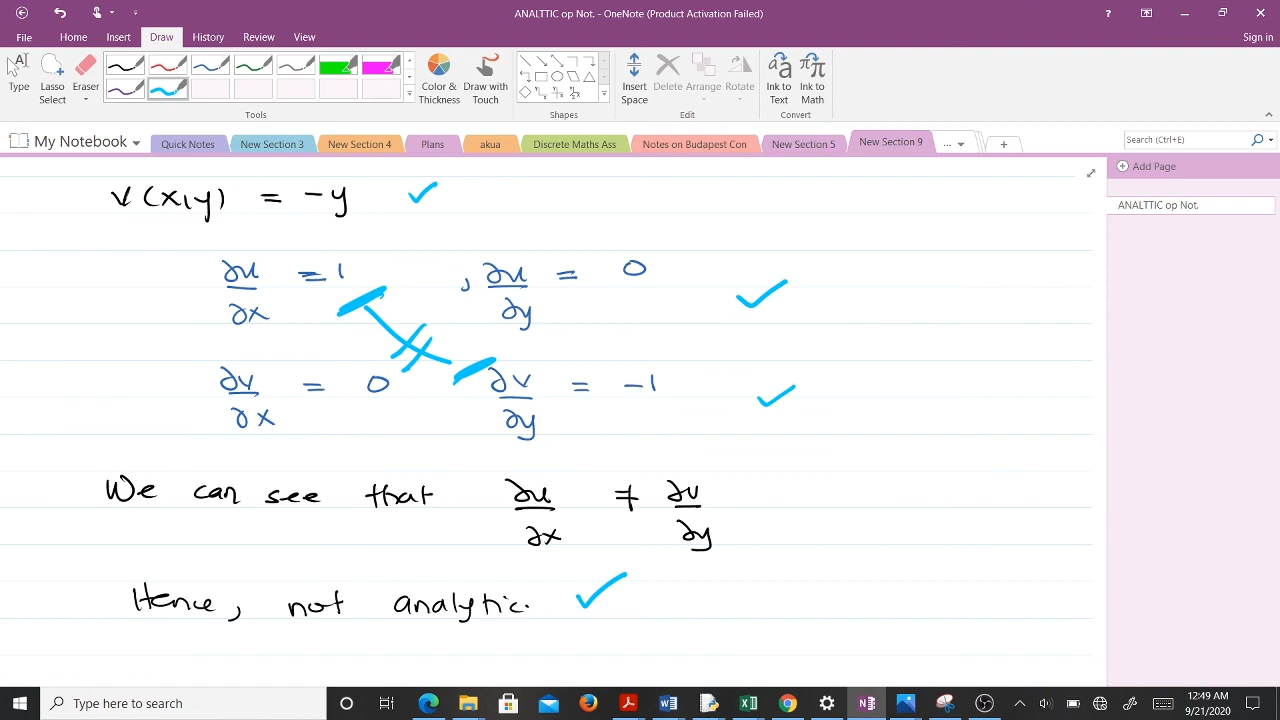 ANALTTIC op Not. - OneNote (Product Activation Failed)
File Home Insert Draw History Review View Sign in
Type Lasso Select Eraser Color & Thickness Draw with Touch Insert Space Delete Arrange Rotate Ink to Text Ink to Math
Tools Shapes Edit Convert
My Notebook Quick Notes New Section 3 New Section 4 Plans akua Discrete Maths Ass Notes on Budapest Con New Section 5 New Section 9 ... Search (Ctrl+E)
Add Page
ANALTTIC op Not.
v(x,y) = -y ✓
∂u/∂x = 1 , ∂u/∂y = 0 ✓
∂v/∂x = 0 ∂v/∂y = -1 ✓
We can see that ∂u/∂x ≠ ∂v/∂y
Hence, not analytic. ✓
Type here to search
12:49 AM
9/21/2020